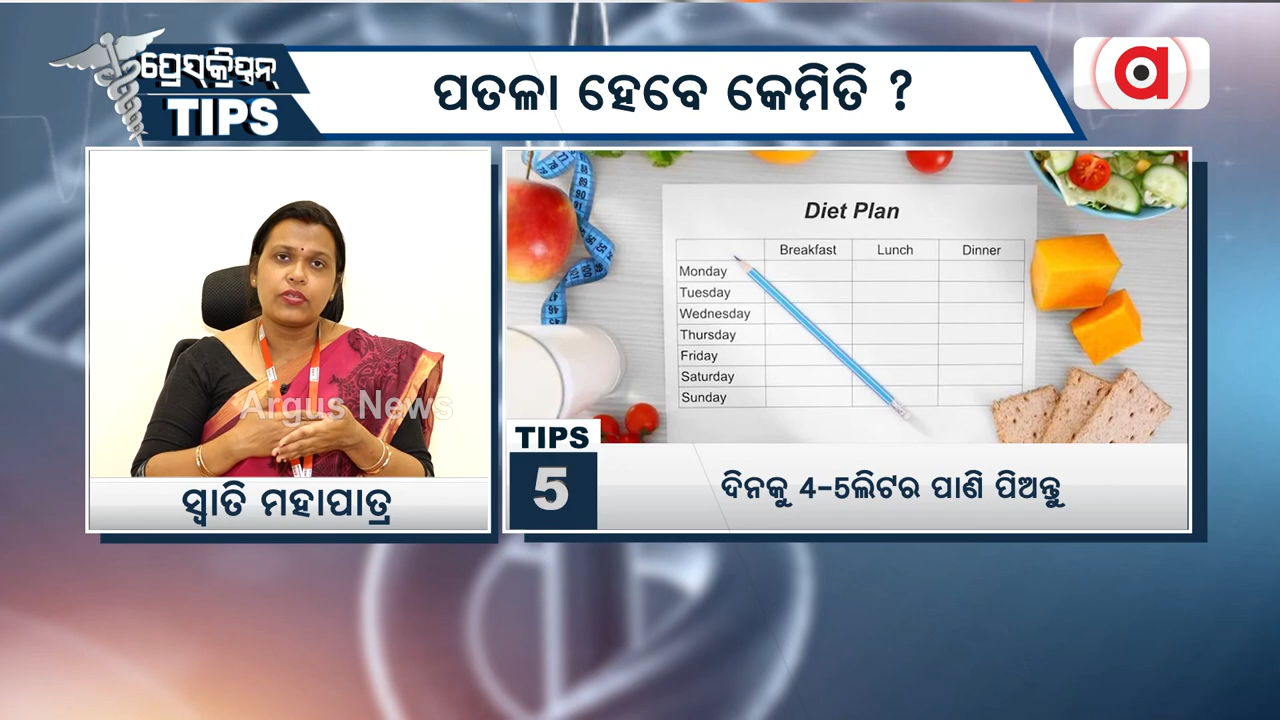 ପ୍ରେସକ୍ରିପ୍ସନ୍
TIPS
ପତଳା ହେବେ କେମିତି ?
a
Argus News
ସ୍ୱାତି ମହାପାତ୍ର
Diet Plan
Breakfast Lunch Dinner
Monday
Tuesday
Wednesday
Thursday
Friday
Saturday
Sunday
TIPS
5
ଦିନକୁ 4-5ଲିଟର ପାଣି ପିଅନ୍ତୁ